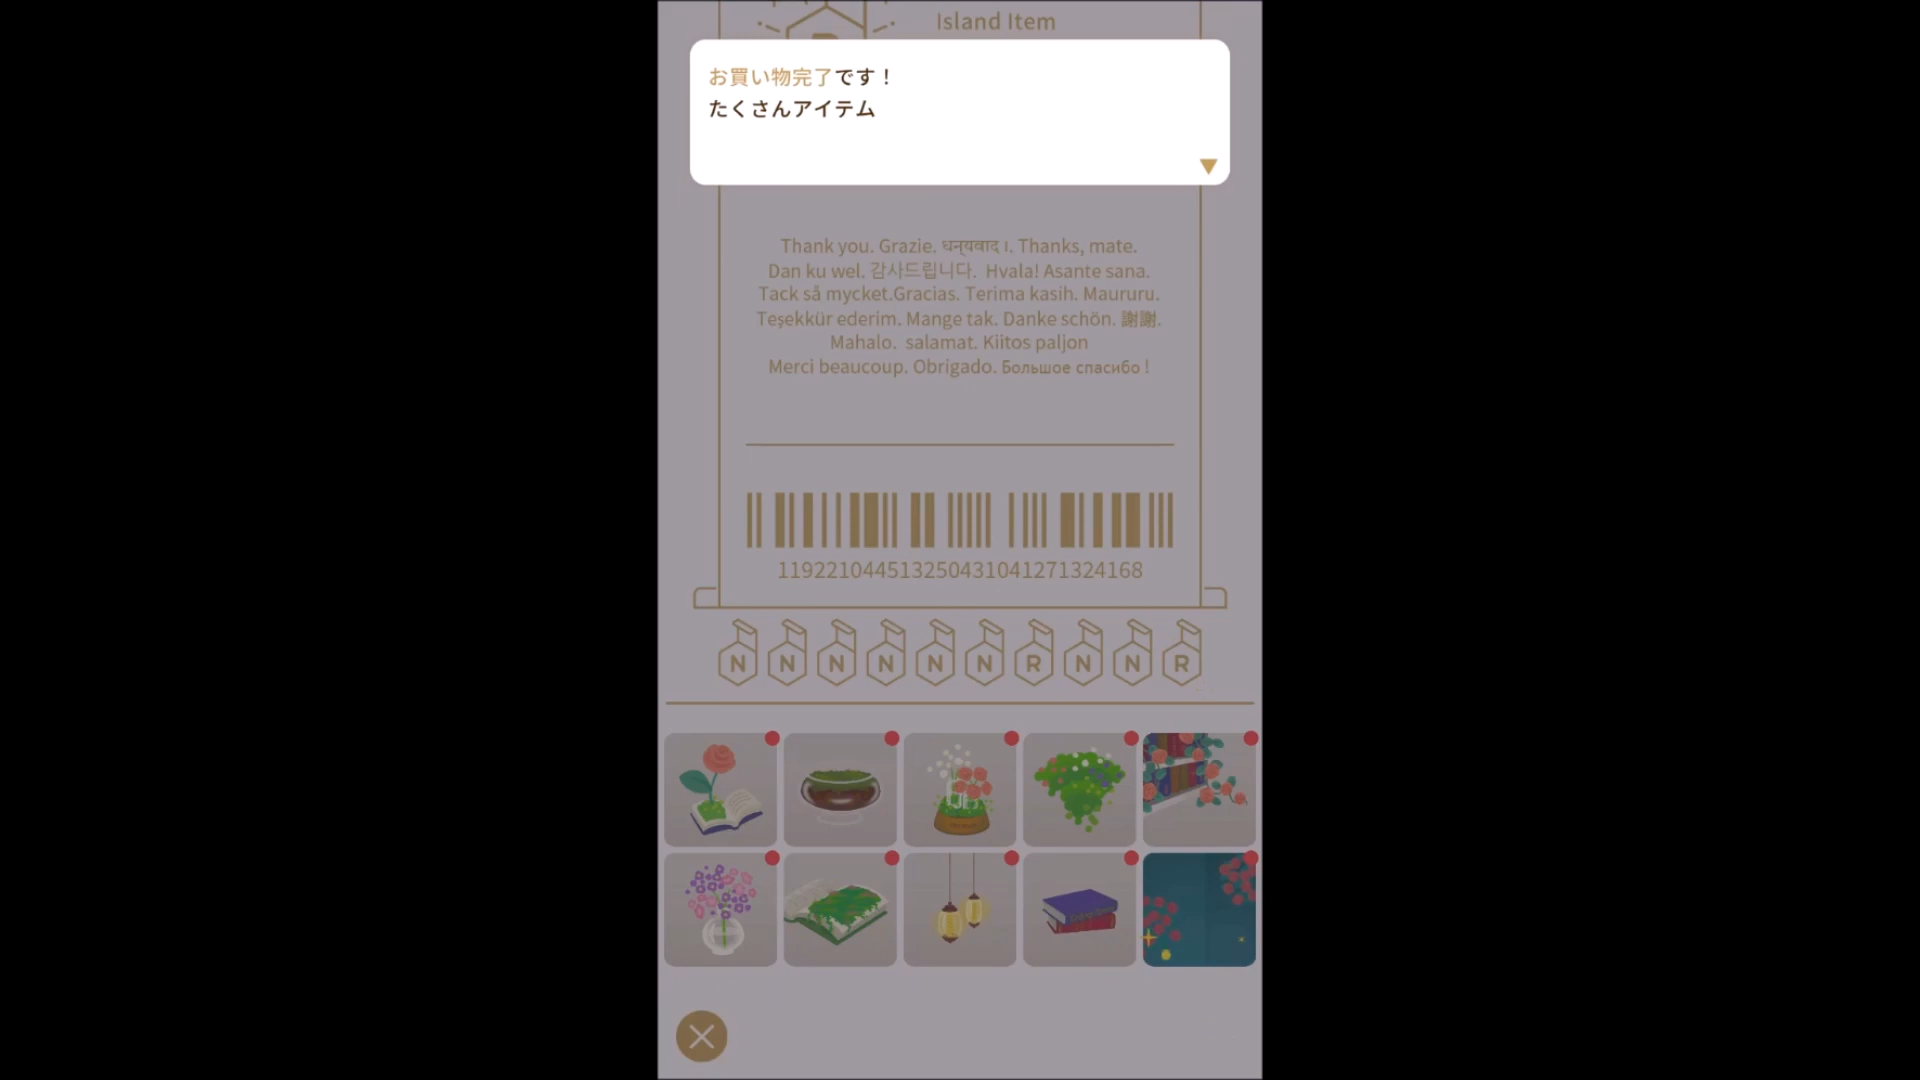 Island Item
お買い物完了です！
たくさんアイテム
Thank you. Grazie. धन्यवाद ।. Thanks, mate.
Dan ku wel. 감사드립니다. Hvala! Asante sana.
Tack så mycket.Gracias. Terima kasih. Maururu.
Teşekkür ederim. Mange tak. Danke schön. 謝謝.
Mahalo. salamat. Kiitos paljon
Merci beaucoup. Obrigado. Большое спасибо !
119221044513250431041271324168
N N N N N N R N N R